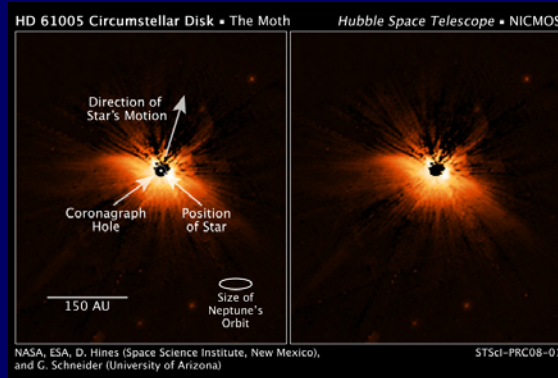 HD 61005 Circumstellar Disk ▪ The Moth
Hubble Space Telescope ▪ NICMOS
Direction of
Star's Motion
Coronagraph
Hole
Position
of Star
150 AU
Size of
Neptune's
Orbit
NASA, ESA, D. Hines (Space Science Institute, New Mexico),
and G. Schneider (University of Arizona)